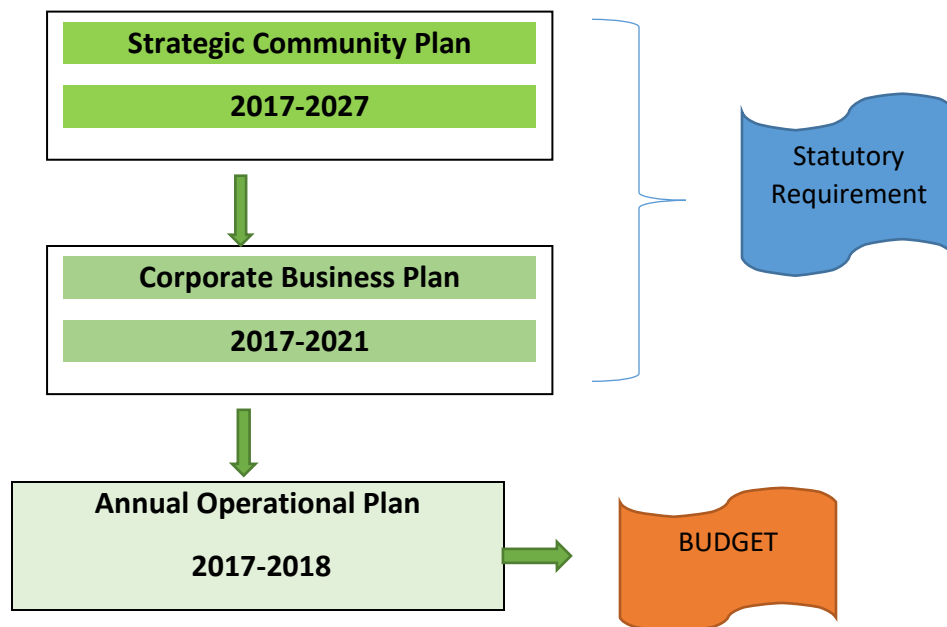 Strategic Community Plan
2017-2027
Statutory
Requirement
Corporate Business Plan
2017-2021
Annual Operational Plan
2017-2018
BUDGET